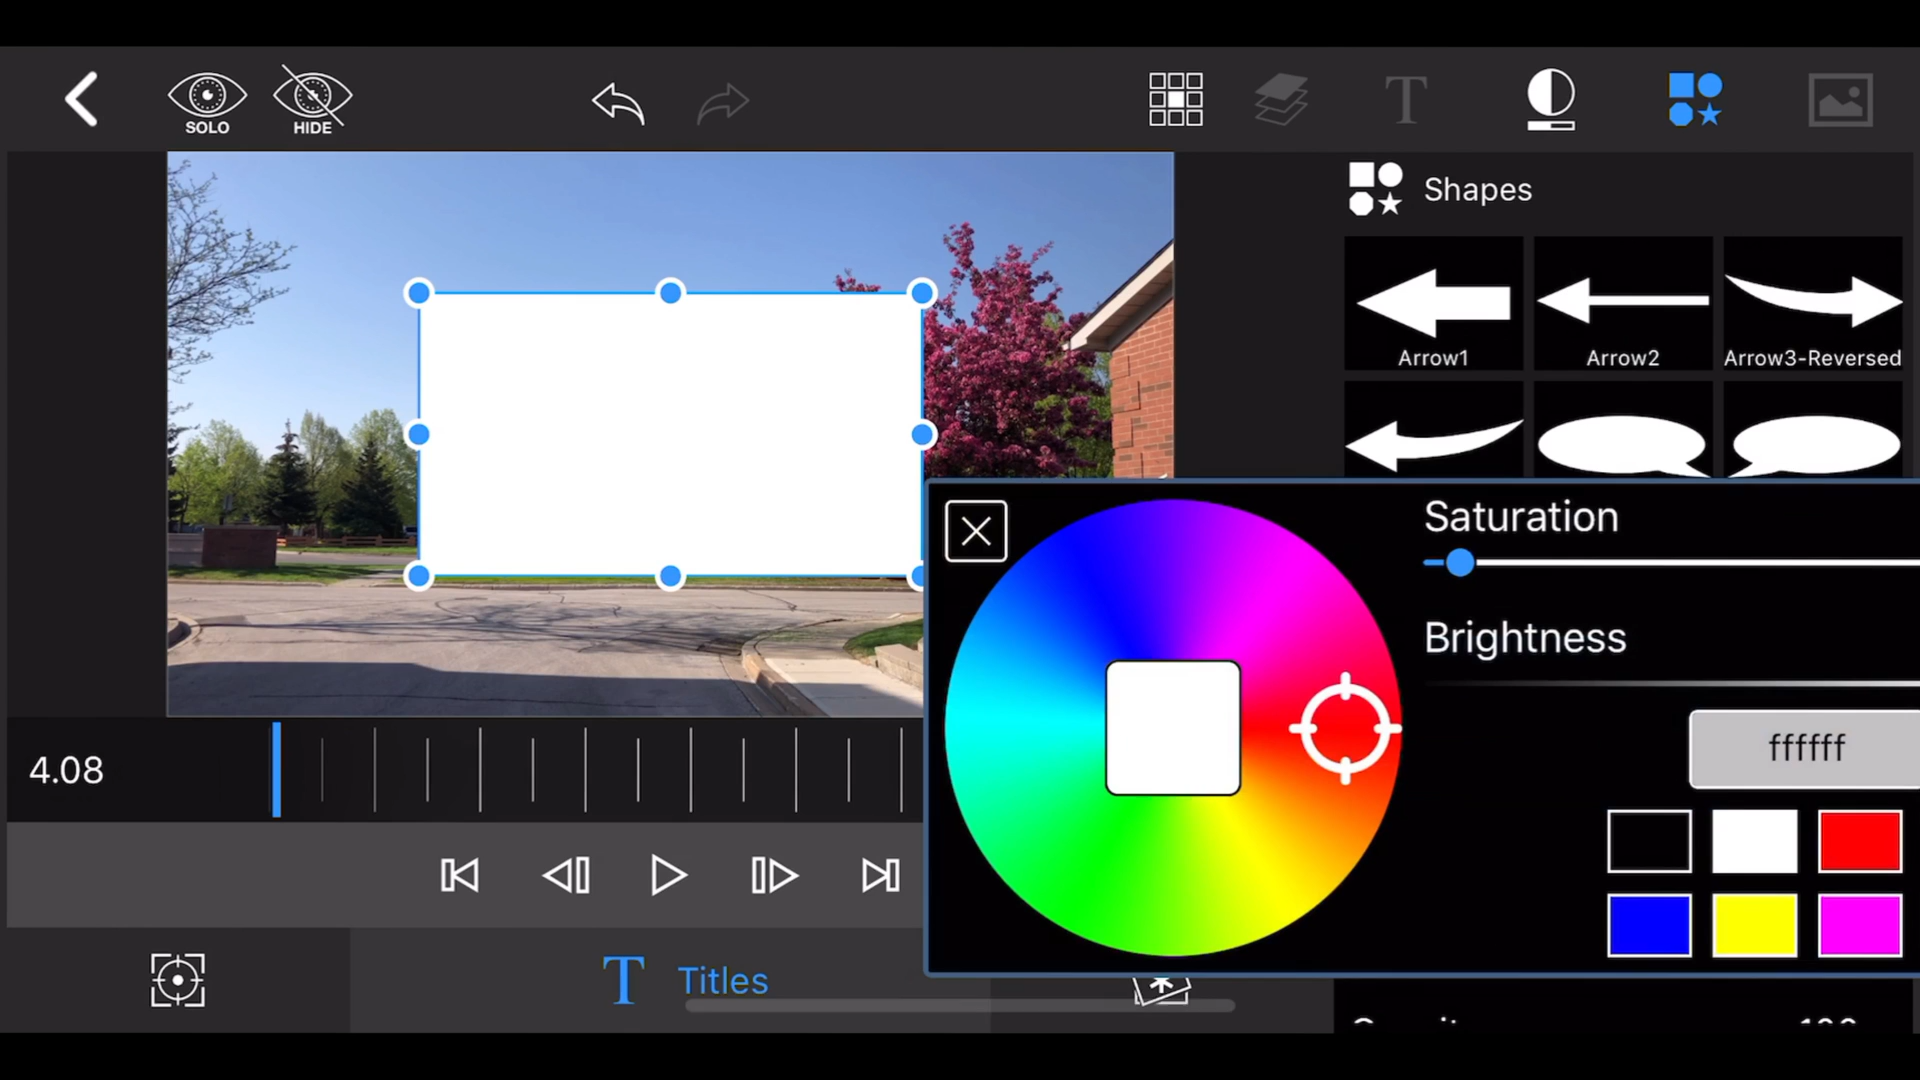 SOLO
HIDE
T
Shapes
Arrow1
Arrow2
Arrow3-Reversed
Saturation
Brightness
ffffff
4.08
T Titles